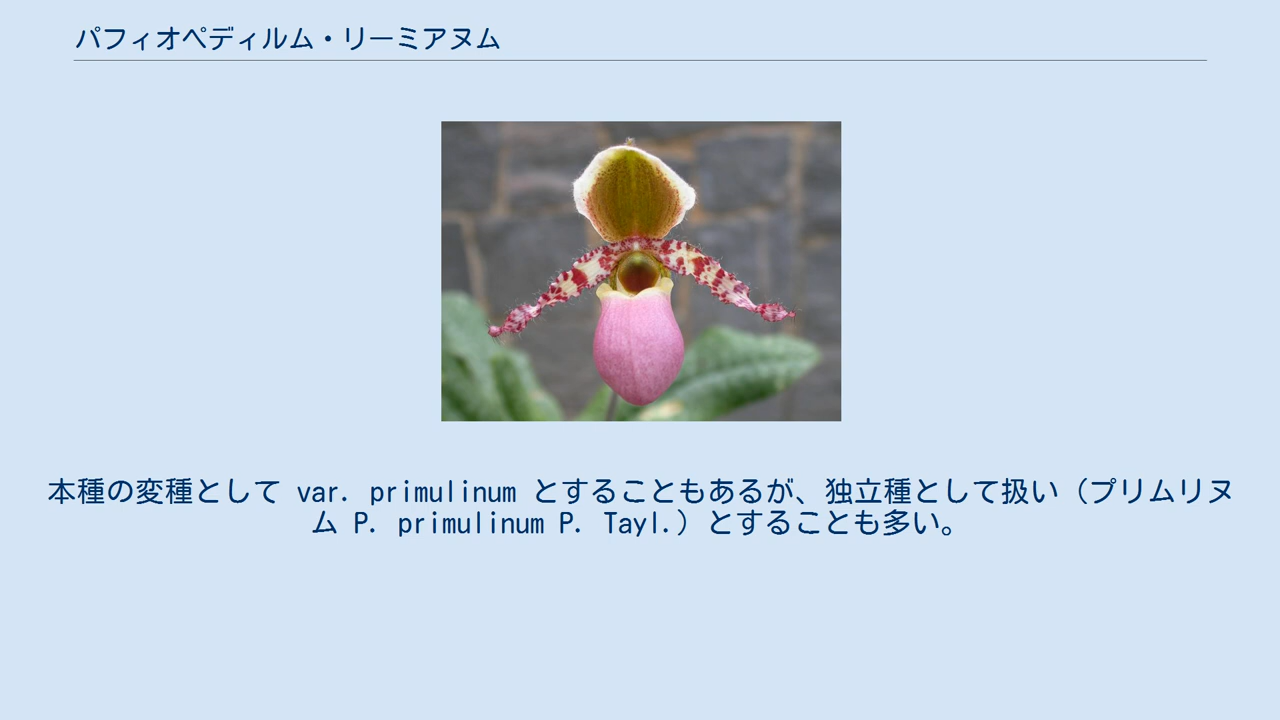 パフィオペディルム・リーミアヌム
本種の変種として var. primulinum とすることもあるが、独立種として扱い（プリムリヌ
ム P. primulinum P. Tayl.）とすることも多い。